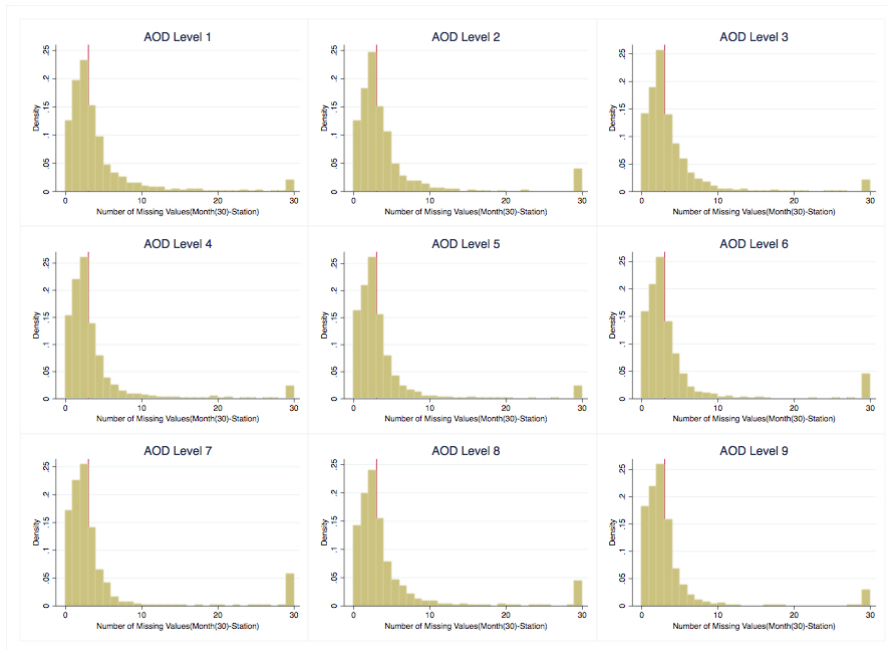 AOD Level 1
Density
0 .05 .1 .15 .2 .25
0 10 20 30
Number of Missing Values(Month(30)-Station)
AOD Level 2
Density
0 .05 .1 .15 .2 .25
0 10 20 30
Number of Missing Values(Month(30)-Station)
AOD Level 3
Density
0 .05 .1 .15 .2 .25
0 10 20 30
Number of Missing Values(Month(30)-Station)
AOD Level 4
Density
0 .05 .1 .15 .2 .25
0 10 20 30
Number of Missing Values(Month(30)-Station)
AOD Level 5
Density
0 .05 .1 .15 .2 .25
0 10 20 30
Number of Missing Values(Month(30)-Station)
AOD Level 6
Density
0 .05 .1 .15 .2 .25
0 10 20 30
Number of Missing Values(Month(30)-Station)
AOD Level 7
Density
0 .05 .1 .15 .2 .25
0 10 20 30
Number of Missing Values(Month(30)-Station)
AOD Level 8
Density
0 .05 .1 .15 .2 .25
0 10 20 30
Number of Missing Values(Month(30)-Station)
AOD Level 9
Density
0 .05 .1 .15 .2 .25
0 10 20 30
Number of Missing Values(Month(30)-Station)